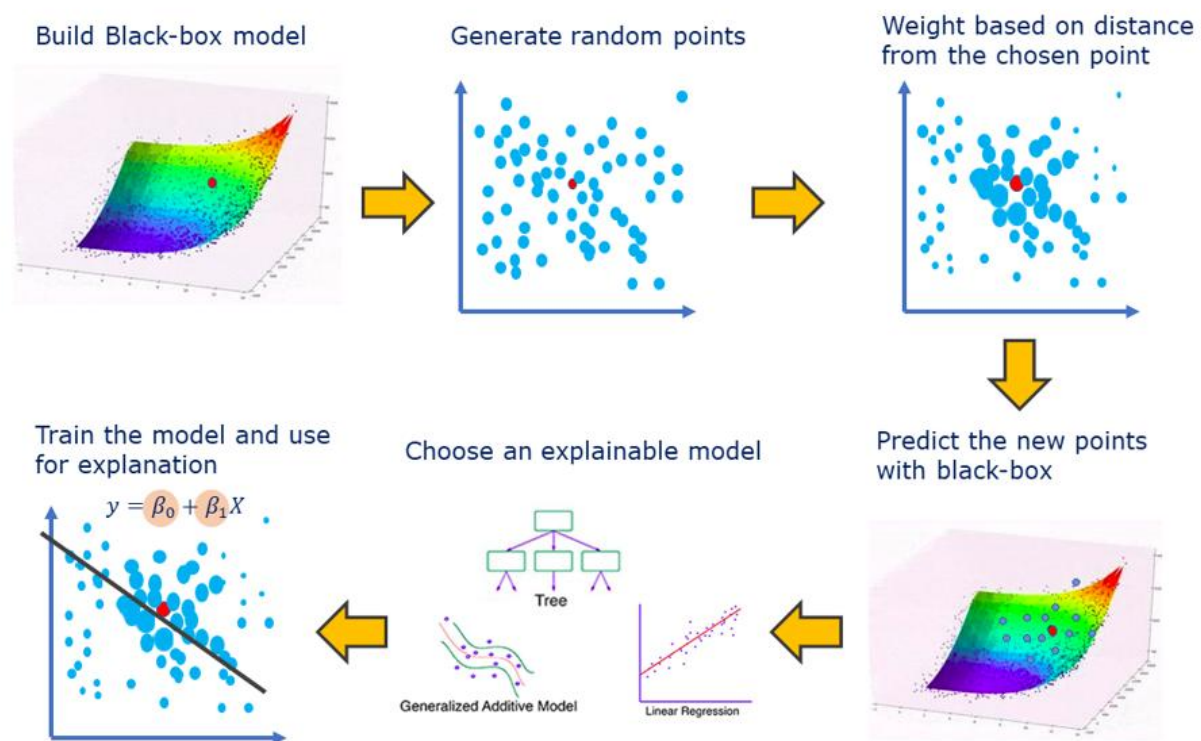 Build Black-box model
Generate random points
Weight based on distance
from the chosen point
Predict the new points
with black-box
Choose an explainable model
Tree
Generalized Additive Model
Linear Regression
Train the model and use
for explanation
y = β₀ + β₁X